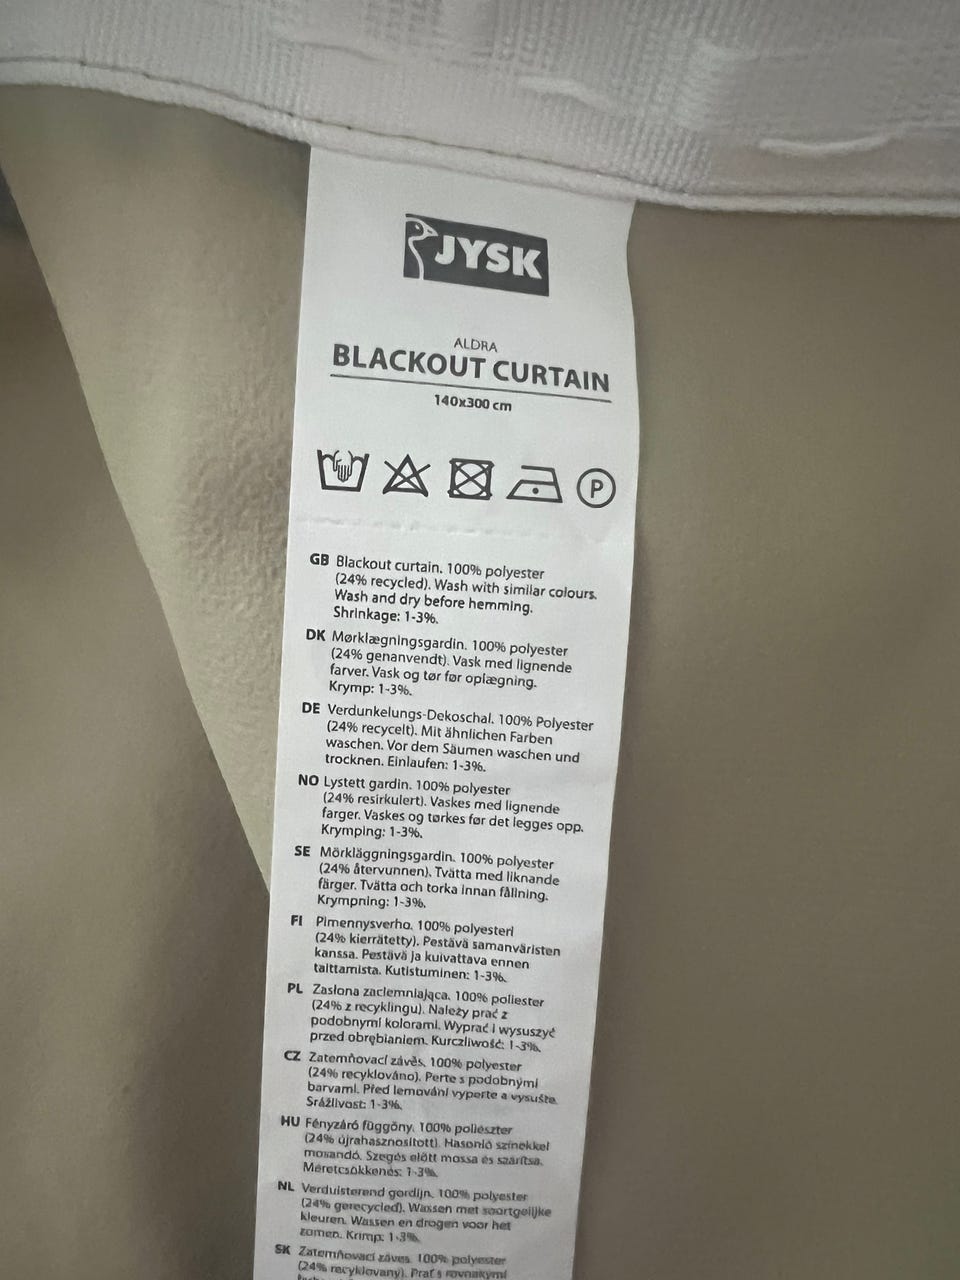 JYSK
ALDRA
BLACKOUT CURTAIN
140x300 cm
P
GB Blackout curtain. 100% polyester
(24% recycled). Wash with similar colours.
Wash and dry before hemming.
Shrinkage: 1-3%.
DK Mørklægningsgardin. 100% polyester
(24% genanvendt). Vask med lignende
farver. Vask og tør før oplægning.
Krymp: 1-3%.
DE Verdunkelungs-Dekoschal. 100% Polyester
(24% recycelt). Mit ähnlichen Farben
waschen. Vor dem Säumen waschen und
trocknen. Einlaufen: 1-3%.
NO Lystett gardin. 100% polyester
(24% resirkulert). Vaskes med lignende
farger. Vaskes og tørkes før det legges opp.
Krymping: 1-3%.
SE Mörkläggningsgardin. 100% polyester
(24% återvunnen). Tvätta med liknande
färger. Tvätta och torka innan fållning.
Krympning: 1-3%.
FI Pimennysverho. 100% polyesteri
(24% kierrätetty). Pestävä samanväristen
kanssa. Pestävä ja kuivattava ennen
taittamista. Kutistuminen: 1-3%.
PL Zasłona zaciemniająca. 100% poliester
(24% z recyklingu). Należy prać z
podobnymi kolorami. Wyprać i wysuszyć
przed obrębianiem. Kurczliwość: 1-3%.
CZ Zatemňovací závěs. 100% polyester
(24% recyklováno). Perte s podobnými
barvami. Před lemování vyperte a vysušte.
Srážlivost: 1-3%.
HU Fényzáró függöny. 100% poliészter
(24% újrahasznosított). Hasonló színekkel
mosandó. Szegés előtt mossa és szárítsa.
Méretcsökkenés: 1-3%.
NL Verduisterend gordijn. 100% polyester
(24% gerecycled). Wassen met soortgelijke
kleuren. Wassen en drogen voor het
zomen. Krimp: 1-3%.
SK Zatemňovací záves. 100% polyester
(24% recyklovaný). Prať s rovnakými